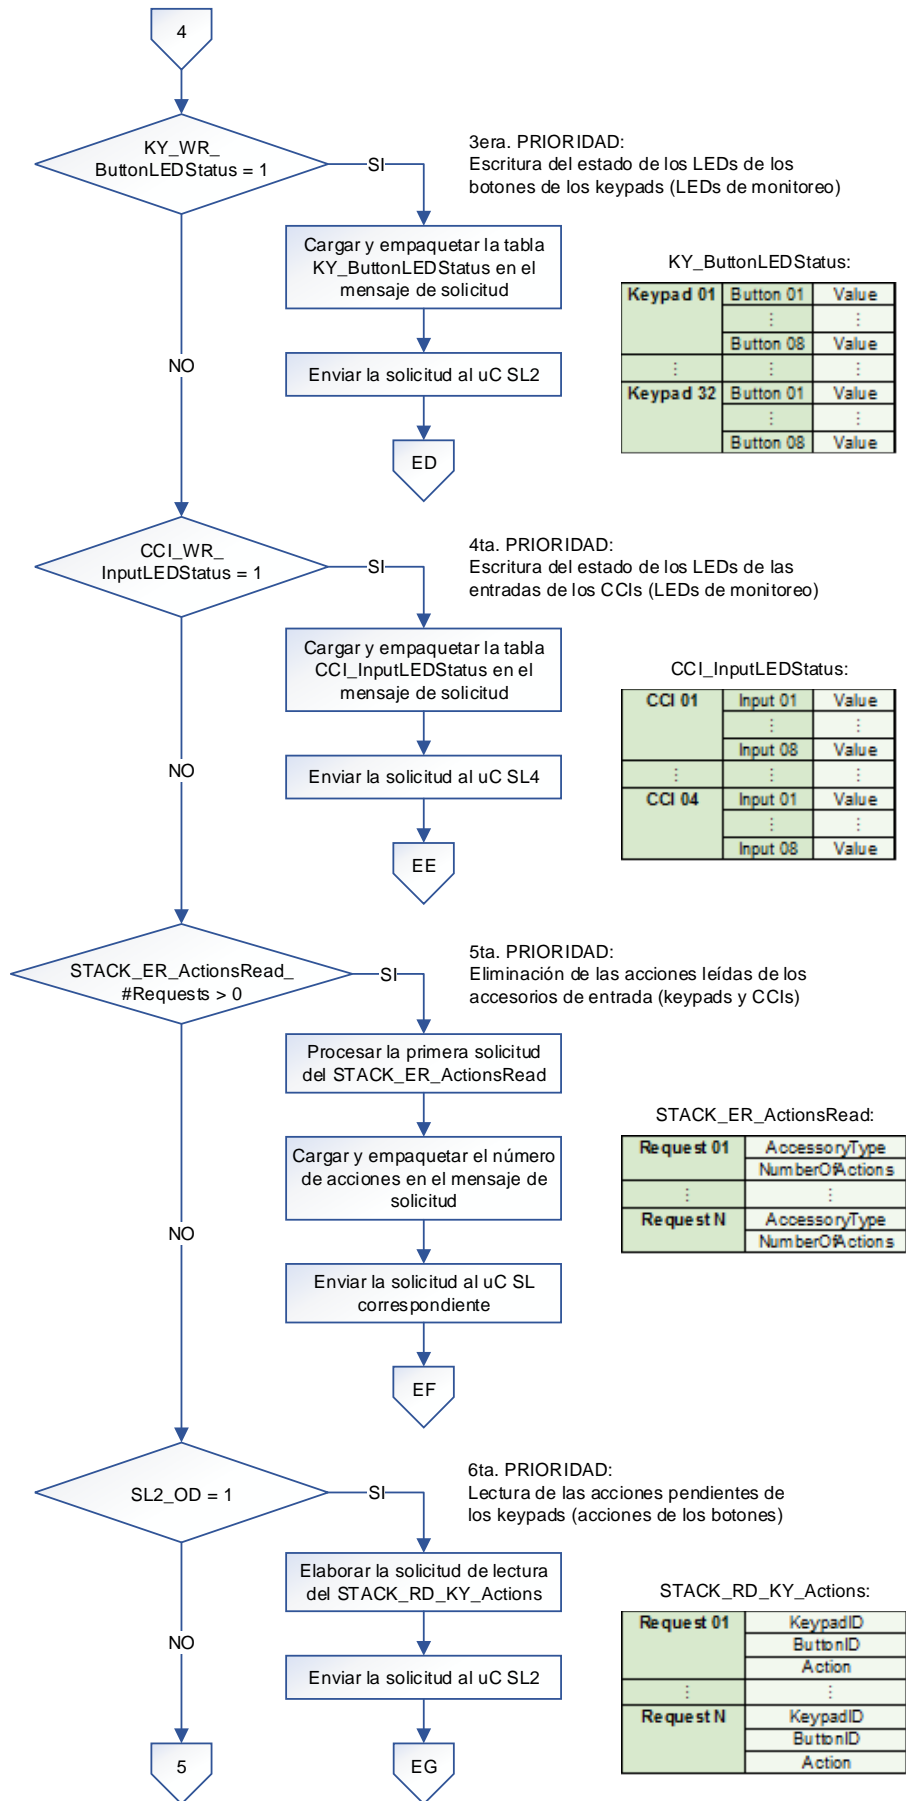 4
KY_WR_
ButtonLEDStatus = 1
SI
3era. PRIORIDAD:
Escritura del estado de los LEDs de los
botones de los keypads (LEDs de monitoreo)
Cargar y empaquetar la tabla
KY_ButtonLEDStatus en el
mensaje de solicitud
KY_ButtonLEDStatus:
Keypad 01 Button 01 Value
⋮ ⋮
Button 08 Value
⋮ ⋮ ⋮
Keypad 32 Button 01 Value
⋮ ⋮
Button 08 Value
NO
Enviar la solicitud al uC SL2
ED
CCI_WR_
InputLEDStatus = 1
SI
4ta. PRIORIDAD:
Escritura del estado de los LEDs de las
entradas de los CCIs (LEDs de monitoreo)
Cargar y empaquetar la tabla
CCI_InputLEDStatus en el
mensaje de solicitud
CCI_InputLEDStatus:
CCI 01 Input 01 Value
⋮ ⋮
Input 08 Value
⋮ ⋮ ⋮
CCI 04 Input 01 Value
⋮ ⋮
Input 08 Value
NO
Enviar la solicitud al uC SL4
EE
STACK_ER_ActionsRead_
#Requests > 0
SI
5ta. PRIORIDAD:
Eliminación de las acciones leídas de los
accesorios de entrada (keypads y CCIs)
Procesar la primera solicitud
del STACK_ER_ActionsRead
STACK_ER_ActionsRead:
Request 01 AccessoryType
NumberOfActions
⋮ ⋮
Request N AccessoryType
NumberOfActions
Cargar y empaquetar el número
de acciones en el mensaje de
solicitud
NO
Enviar la solicitud al uC SL
correspondiente
EF
SL2_OD = 1
SI
6ta. PRIORIDAD:
Lectura de las acciones pendientes de
los keypads (acciones de los botones)
Elaborar la solicitud de lectura
del STACK_RD_KY_Actions
STACK_RD_KY_Actions:
Request 01 KeypadID
ButtonID
Action
⋮ ⋮
Request N KeypadID
ButtonID
Action
NO
Enviar la solicitud al uC SL2
5
EG